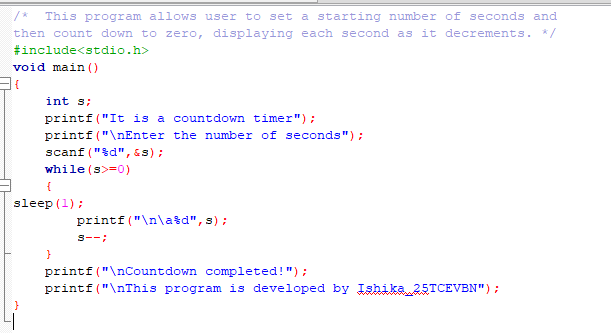 /*  This program allows user to set a starting number of seconds and
then count down to zero, displaying each second as it decrements. */
#include<stdio.h>
void main()
{
    int s;
    printf("It is a countdown timer");
    printf("\nEnter the number of seconds");
    scanf("%d",&s);
    while(s>=0)
    {
sleep(1);
        printf("\n\a%d",s);
        s--;
    }
    printf("\nCountdown completed!");
    printf("\nThis program is developed by Ishika_25TCEVBN");
}